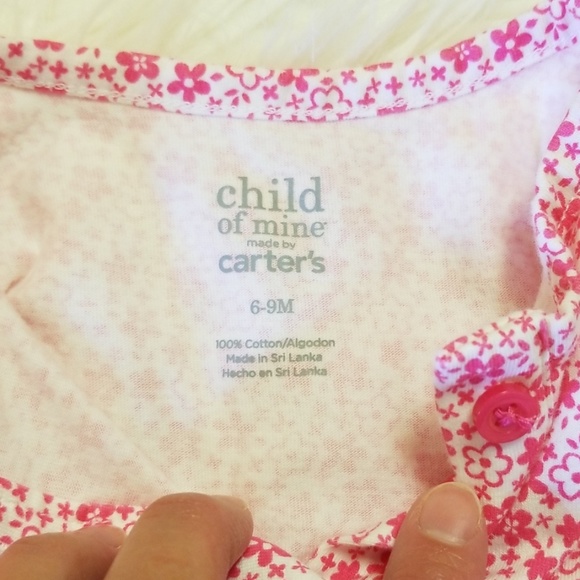 child
of mine
made by
carter's
6-9M
100% Cotton/Algodon
Made in Sri Lanka
Hecho en Sri Lanka